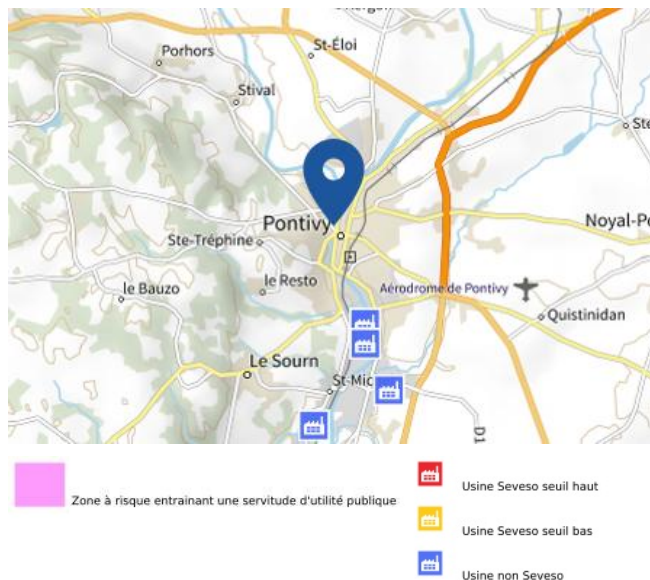 St-Éloi
Porhors
Stival
Pontivy
Noyal-Po
Ste-Tréphine
le Resto
le Bauzo
Aérodrome de Pontivy
Quistinidan
Le Sourn
St-Mic
D1
Zone à risque entrainant une servitude d'utilité publique
Usine Seveso seuil haut
Usine Seveso seuil bas
Usine non Seveso